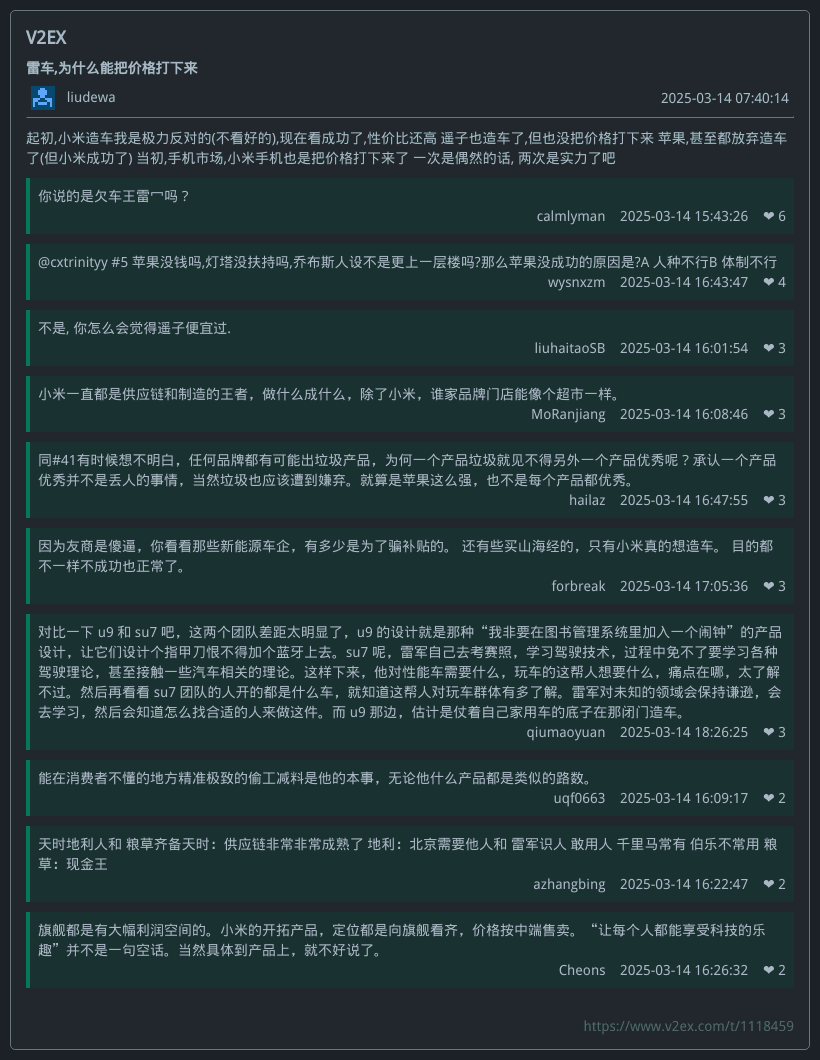 V2EX
雷车,为什么能把价格打下来
liudewa
2025-03-14 07:40:14
起初,小米造车我是极力反对的(不看好的),现在看成功了,性价比还高 遥子也造车了,但也没把价格打下来 苹果,甚至都放弃造车
了(但小米成功了) 当初,手机市场,小米手机也是把价格打下来了 一次是偶然的话, 两次是实力了吧
你说的是欠车王雷冖吗？
calmlyman 2025-03-14 15:43:26 ❤ 6
@cxtrinityy #5 苹果没钱吗,灯塔没扶持吗,乔布斯人设不是更上一层楼吗?那么苹果没成功的原因是?A 人种不行B 体制不行
wysnxzm 2025-03-14 16:43:47 ❤ 4
不是, 你怎么会觉得遥子便宜过.
liuhaitaoSB 2025-03-14 16:01:54 ❤ 3
小米一直都是供应链和制造的王者，做什么成什么，除了小米，谁家品牌门店能像个超市一样。
MoRanjiang 2025-03-14 16:08:46 ❤ 3
同#41有时候想不明白，任何品牌都有可能出垃圾产品，为何一个产品垃圾就见不得另外一个产品优秀呢？承认一个产品
优秀并不是丢人的事情，当然垃圾也应该遭到嫌弃。就算是苹果这么强，也不是每个产品都优秀。
hailaz 2025-03-14 16:47:55 ❤ 3
因为友商是傻逼，你看看那些新能源车企，有多少是为了骗补贴的。 还有些买山海经的，只有小米真的想造车。 目的都
不一样不成功也正常了。
forbreak 2025-03-14 17:05:36 ❤ 3
对比一下 u9 和 su7 吧，这两个团队差距太明显了，u9 的设计就是那种“我非要在图书管理系统里加入一个闹钟”的产品
设计，让它们设计个指甲刀恨不得加个蓝牙上去。su7 呢，雷军自己去考赛照，学习驾驶技术，过程中免不了要学习各种
驾驶理论，甚至接触一些汽车相关的理论。这样下来，他对性能车需要什么，玩车的这帮人想要什么，痛点在哪，太了解
不过。然后再看看 su7 团队的人开的都是什么车，就知道这帮人对玩车群体有多了解。雷军对未知的领域会保持谦逊，会
去学习，然后会知道怎么找合适的人来做这件。而 u9 那边，估计是仗着自己家用车的底子在那闭门造车。
qiumaoyuan 2025-03-14 18:26:25 ❤ 3
能在消费者不懂的地方精准极致的偷工减料是他的本事，无论他什么产品都是类似的路数。
uqf0663 2025-03-14 16:09:17 ❤ 2
天时地利人和 粮草齐备天时：供应链非常非常成熟了 地利：北京需要他人和 雷军识人 敢用人 千里马常有 伯乐不常用 粮
草：现金王
azhangbing 2025-03-14 16:22:47 ❤ 2
旗舰都是有大幅利润空间的。小米的开拓产品，定位都是向旗舰看齐，价格按中端售卖。 “让每个人都能享受科技的乐
趣”并不是一句空话。当然具体到产品上，就不好说了。
Cheons 2025-03-14 16:26:32 ❤ 2
https://www.v2ex.com/t/1118459